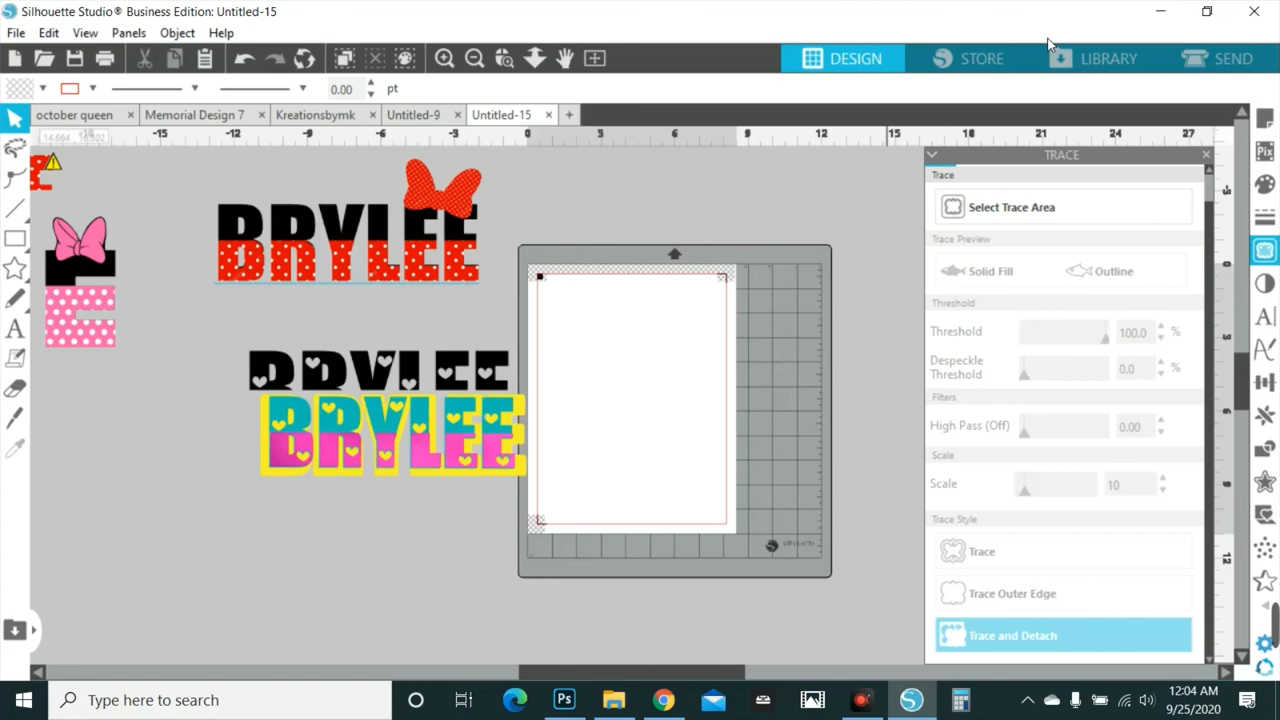 Silhouette Studio® Business Edition: Untitled-15
File Edit View Panels Object Help
DESIGN STORE LIBRARY SEND
0.00 pt
october queen Memorial Design 7 Kreationsbymk Untitled-9 Untitled-15
-15 -12 -9 -6 -3 0 3 6 9 12 15 18 21 24 27
TRACE
Trace
Select Trace Area
Trace Preview
Solid Fill Outline
Threshold
Threshold 100.0 %
Despeckle Threshold 0.0 %
Filters
High Pass (Off) 0.00
Scale
Scale 10
Trace Style
Trace
Trace Outer Edge
Trace and Detach
BRYLEE
E
BRYLEE
BRYLEE
Pix
Type here to search
Ps
12:04 AM
9/25/2020